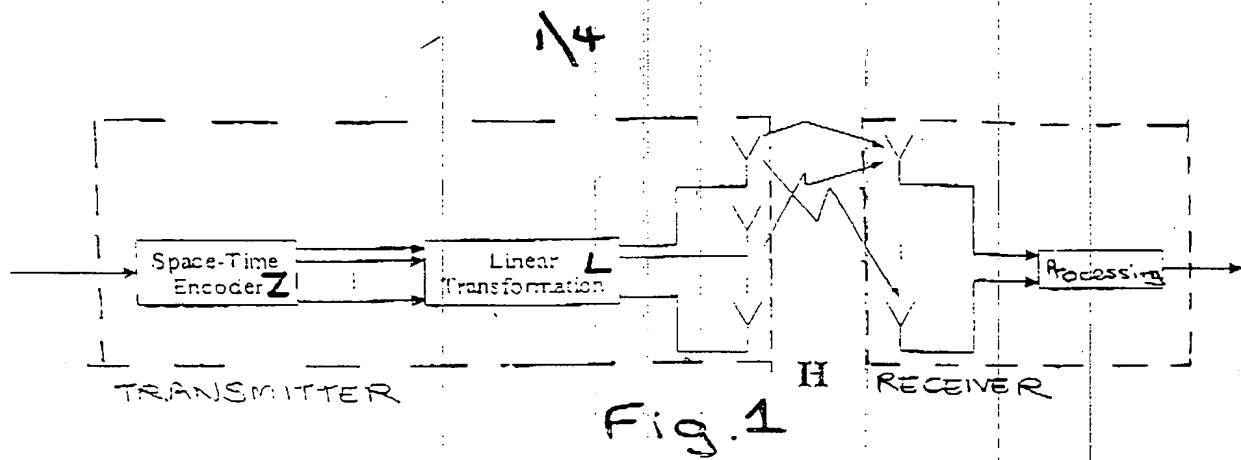 1\4
Space-Time
Encoder Z
Linear L
Transformation
Processing
TRANSMITTER
H
RECEIVER
Fig.1